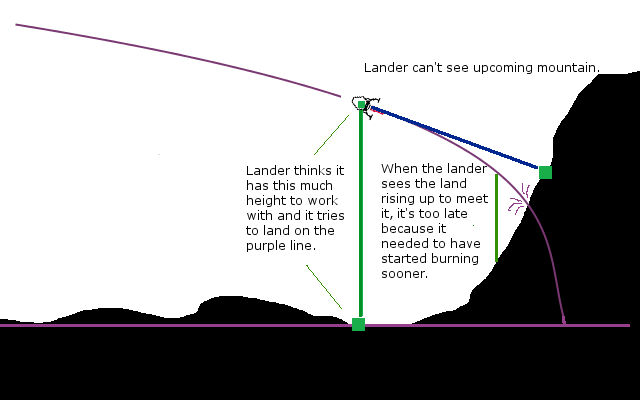 Lander can't see upcoming mountain.
Lander thinks it
has this much
height to work
with and it tries
to land on the
purple line.
When the lander
sees the land
rising up to meet
it, it's too late
because it
needed to have
started burning
sooner.